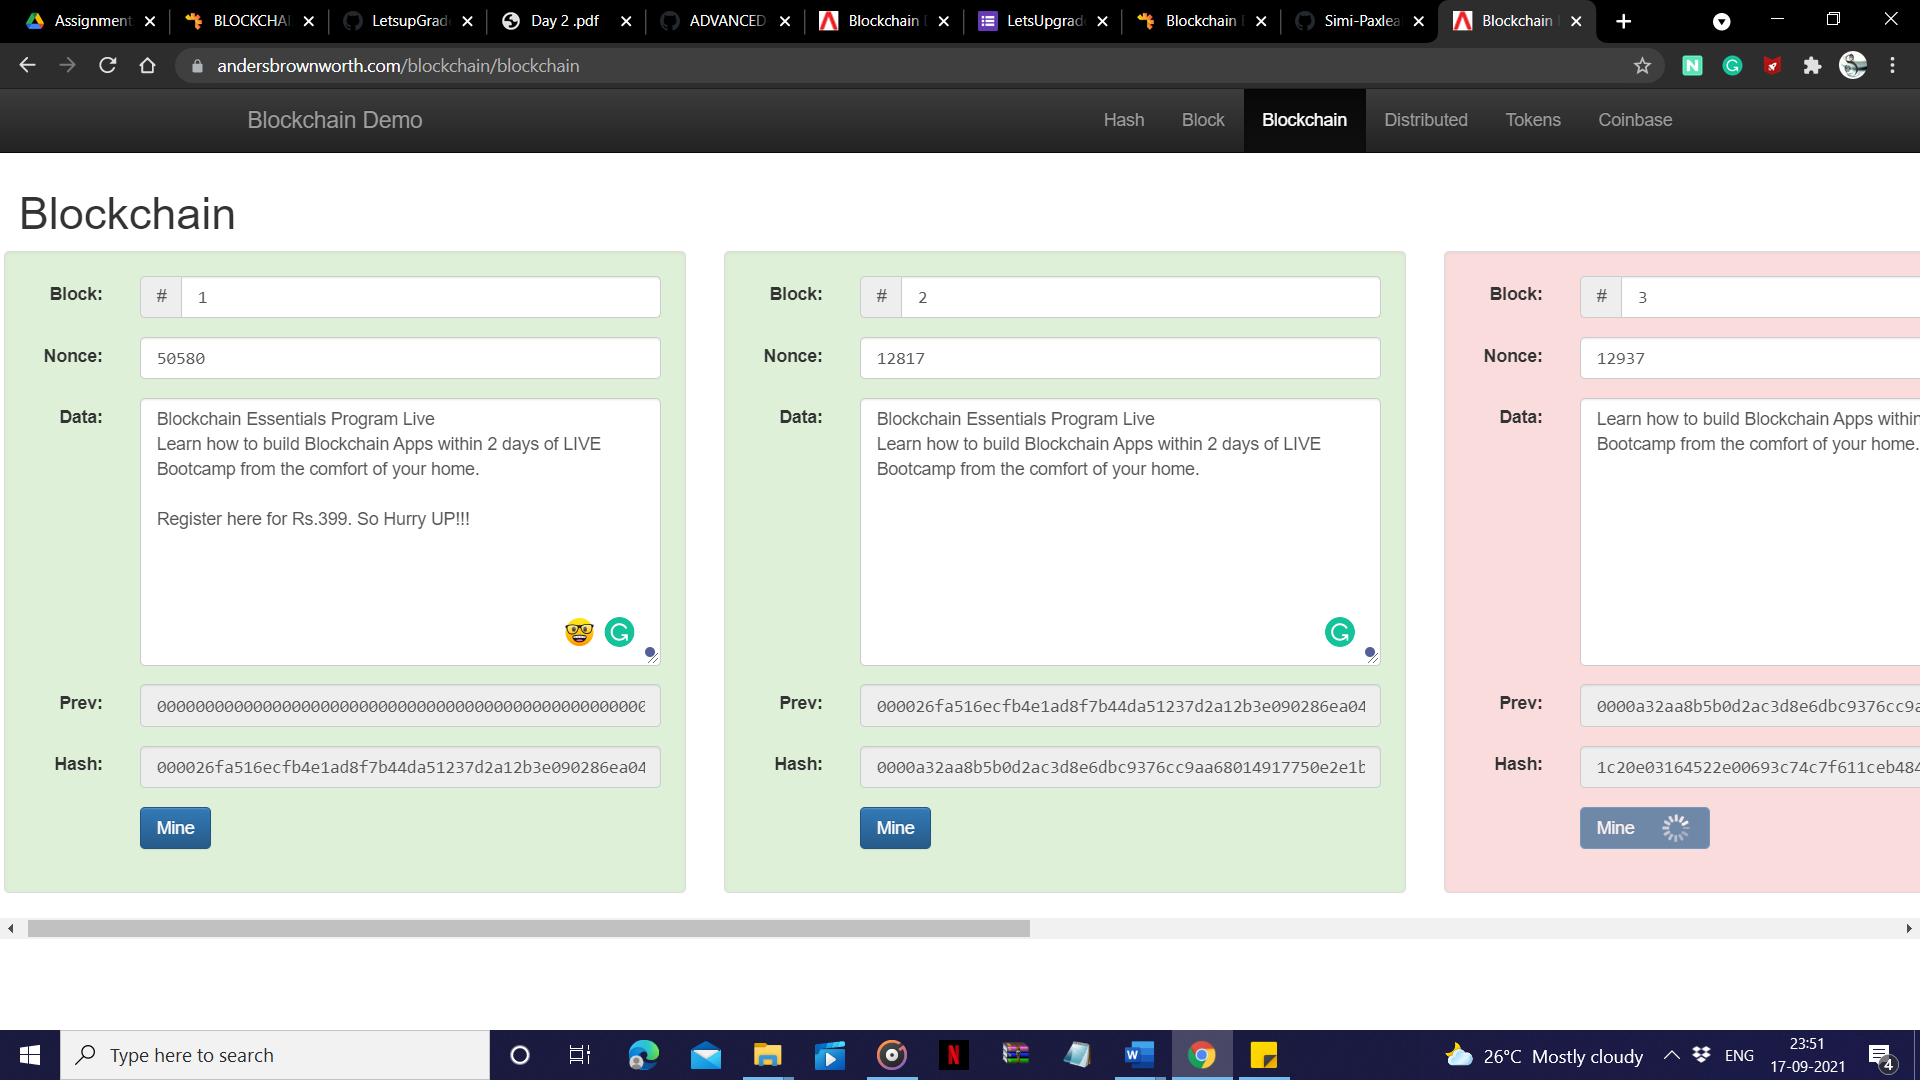 Assignment
BLOCKCHAI
LetsupGrad
Day 2 .pdf
ADVANCED
Blockchain
LetsUpgrad
Blockchain
Simi-Paxlea
Blockchain
andersbrownworth.com/blockchain/blockchain
Blockchain Demo
Hash
Block
Blockchain
Distributed
Tokens
Coinbase
Blockchain
Block:
# 1
Nonce:
50580
Data:
Blockchain Essentials Program Live
Learn how to build Blockchain Apps within 2 days of LIVE
Bootcamp from the comfort of your home.
Register here for Rs.399. So Hurry UP!!!
Prev:
Hash:
000026fa516ecfb4e1ad8f7b44da51237d2a12b3e090286ea04
Mine
Block:
# 2
Nonce:
12817
Data:
Blockchain Essentials Program Live
Learn how to build Blockchain Apps within 2 days of LIVE
Bootcamp from the comfort of your home.
Prev:
000026fa516ecfb4e1ad8f7b44da51237d2a12b3e090286ea04
Hash:
0000a32aa8b5b0d2ac3d8e6dbc9376cc9aa68014917750e2e1b
Mine
Block:
# 3
Nonce:
12937
Data:
Learn how to build Blockchain Apps within
Bootcamp from the comfort of your home.
Prev:
0000a32aa8b5b0d2ac3d8e6dbc9376cc9a
Hash:
1c20e03164522e00693c74c7f611ceb484
Mine
Type here to search
26°C Mostly cloudy
ENG
23:51
17-09-2021
4